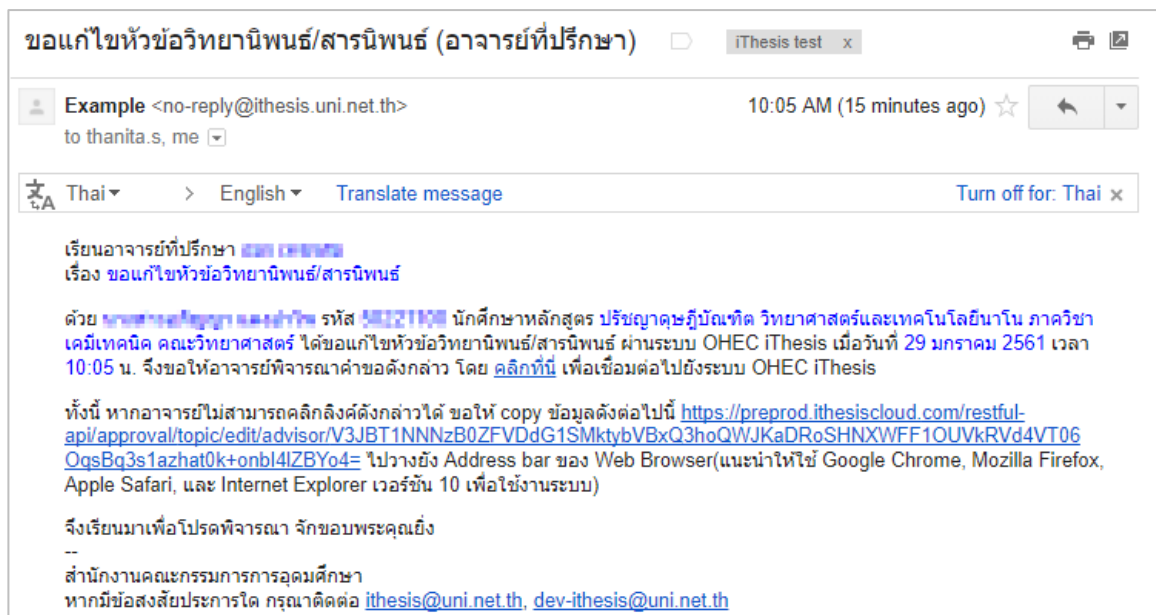 ขอแก้ไขหัวข้อวิทยานิพนธ์/สารนิพนธ์ (อาจารย์ที่ปรึกษา) iThesis test x
Example <no-reply@ithesis.uni.net.th> 10:05 AM (15 minutes ago)
to thanita.s, me
Thai > English Translate message Turn off for: Thai x
เรียนอาจารย์ที่ปรึกษา
เรื่อง ขอแก้ไขหัวข้อวิทยานิพนธ์/สารนิพนธ์
ด้วย รหัส นักศึกษาหลักสูตร ปรัชญาดุษฎีบัณฑิต วิทยาศาสตร์และเทคโนโลยีนาโน ภาควิชา
เคมีเทคนิค คณะวิทยาศาสตร์ ได้ขอแก้ไขหัวข้อวิทยานิพนธ์/สารนิพนธ์ ผ่านระบบ OHEC iThesis เมื่อวันที่ 29 มกราคม 2561 เวลา
10:05 น. จึงขอให้อาจารย์พิจารณาคำขอดังกล่าว โดย คลิกที่นี่ เพื่อเชื่อมต่อไปยังระบบ OHEC iThesis
ทั้งนี้ หากอาจารย์ไม่สามารถคลิกลิงค์ดังกล่าวได้ ขอให้ copy ข้อมูลดังต่อไปนี้ https://preprod.ithesiscloud.com/restful-
api/approval/topic/edit/advisor/V3JBT1NNNzB0ZFVDdG1SMktybVBxQ3hoQWJKaDRoSHNXWFF1OUVkRVd4VT06
OqsBq3s1azhat0k+onbI4lZBYo4= ไปวางยัง Address bar ของ Web Browser(แนะนำให้ใช้ Google Chrome, Mozilla Firefox,
Apple Safari, และ Internet Explorer เวอร์ชัน 10 เพื่อใช้งานระบบ)
จึงเรียนมาเพื่อโปรดพิจารณา จักขอบพระคุณยิ่ง
--
สำนักงานคณะกรรมการการอุดมศึกษา
หากมีข้อสงสัยประการใด กรุณาติดต่อ ithesis@uni.net.th, dev-ithesis@uni.net.th